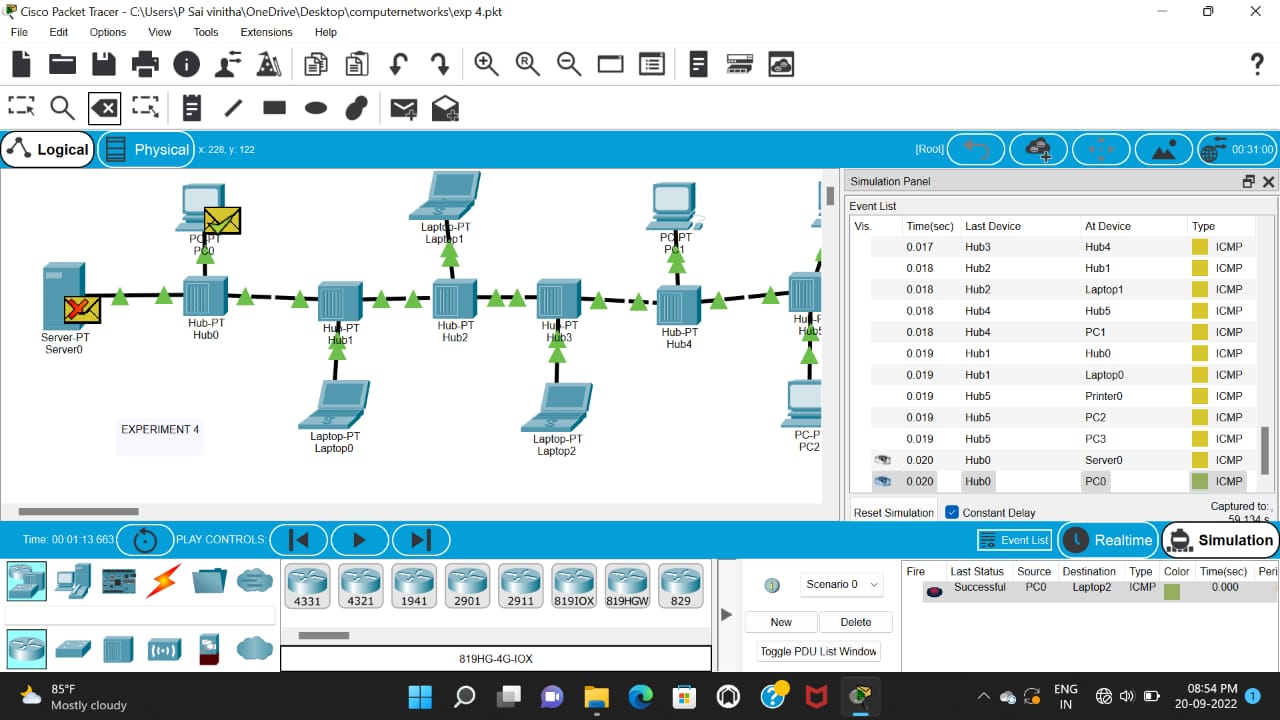 Cisco Packet Tracer - C:\Users\P Sai vinitha\OneDrive\Desktop\computernetworks\exp 4.pkt
File Edit Options View Tools Extensions Help
Logical Physical x: 228, y: 122 [Root] 00:31:00
Simulation Panel
Event List
Vis. Time(sec) Last Device At Device Type
0.017 Hub3 Hub4 ICMP
0.018 Hub2 Hub1 ICMP
0.018 Hub2 Laptop1 ICMP
0.018 Hub4 Hub5 ICMP
0.018 Hub4 PC1 ICMP
0.019 Hub1 Hub0 ICMP
0.019 Hub1 Laptop0 ICMP
0.019 Hub5 Printer0 ICMP
0.019 Hub5 PC2 ICMP
0.019 Hub5 PC3 ICMP
0.020 Hub0 Server0 ICMP
0.020 Hub0 PC0 ICMP
Reset Simulation Constant Delay Captured to:
59.134 s
PC-PT
PC0
Laptop-PT
Laptop1
PC-PT
PC1
Server-PT
Server0
Hub-PT
Hub0
Hub-PT
Hub1
Hub-PT
Hub2
Hub-PT
Hub3
Hub-PT
Hub4
Hub-P
Hub5
EXPERIMENT 4
Laptop-PT
Laptop0
Laptop-PT
Laptop2
PC-P
PC2
Time: 00:01:13.663 PLAY CONTROLS: Event List Realtime Simulation
4331 4321 1941 2901 2911 819IOX 819HGW 829
819HG-4G-IOX
Scenario 0
New Delete
Toggle PDU List Window
Fire Last Status Source Destination Type Color Time(sec) Peri
Successful PC0 Laptop2 ICMP 0.000
85°F
Mostly cloudy
ENG
IN
08:54 PM
20-09-2022
1